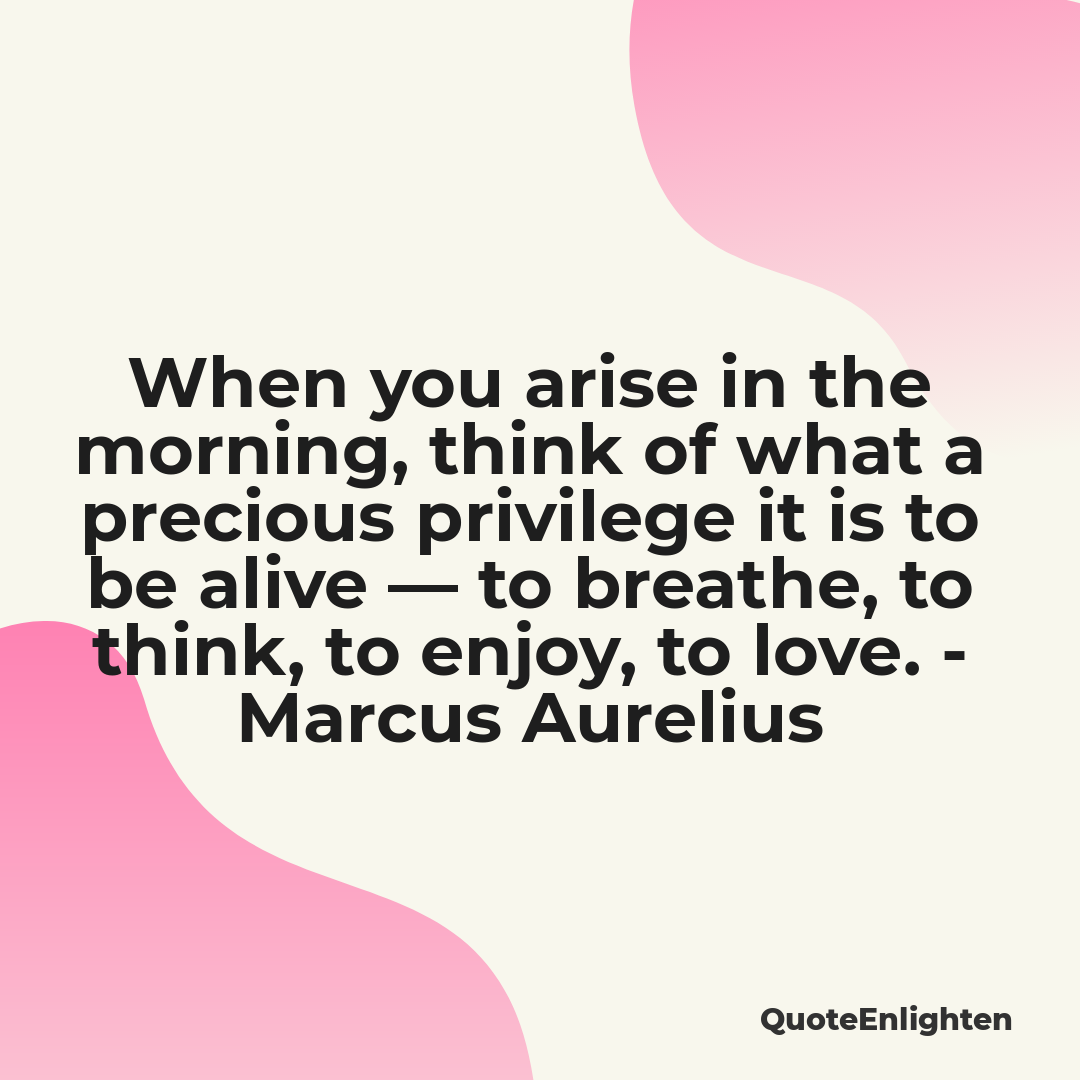 When you arise in the
morning, think of what a
precious privilege it is to
be alive — to breathe, to
think, to enjoy, to love. -
Marcus Aurelius
QuoteEnlighten